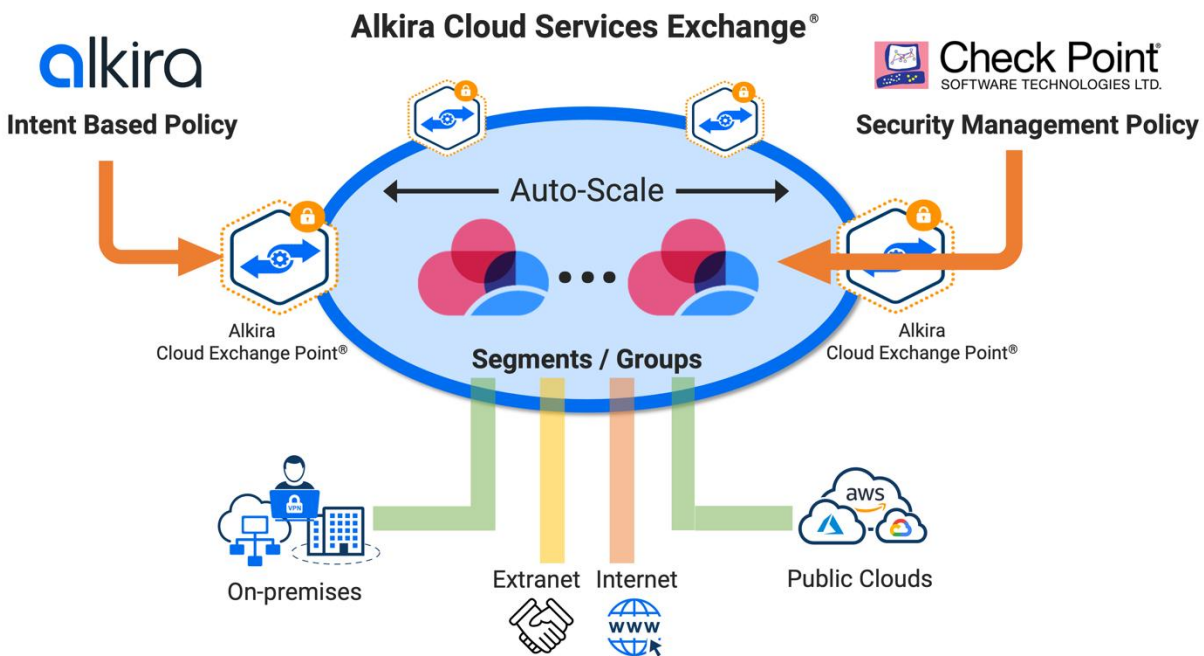 Alkira Cloud Services Exchange®
alkira
Intent Based Policy
Check Point®
SOFTWARE TECHNOLOGIES LTD.
Security Management Policy
Auto-Scale
Alkira
Cloud Exchange Point®
Alkira
Cloud Exchange Point®
Segments / Groups
VPN
On-premises
Extranet
Internet
www
aws
Public Clouds